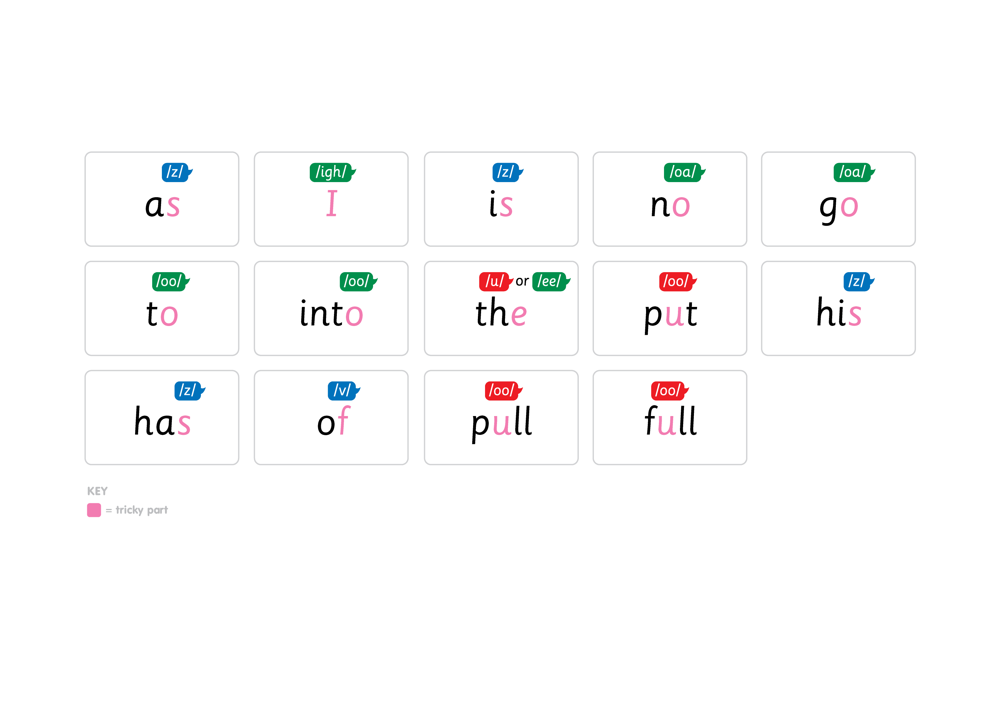 /z/ /igh/ /z/ /oa/ /oa/
as I is no go
/oo/ /oo/ /u/ or /ee/ /oo/ /z/
to into the put his
/z/ /v/ /oo/ /oo/
has of pull full
KEY
= tricky part